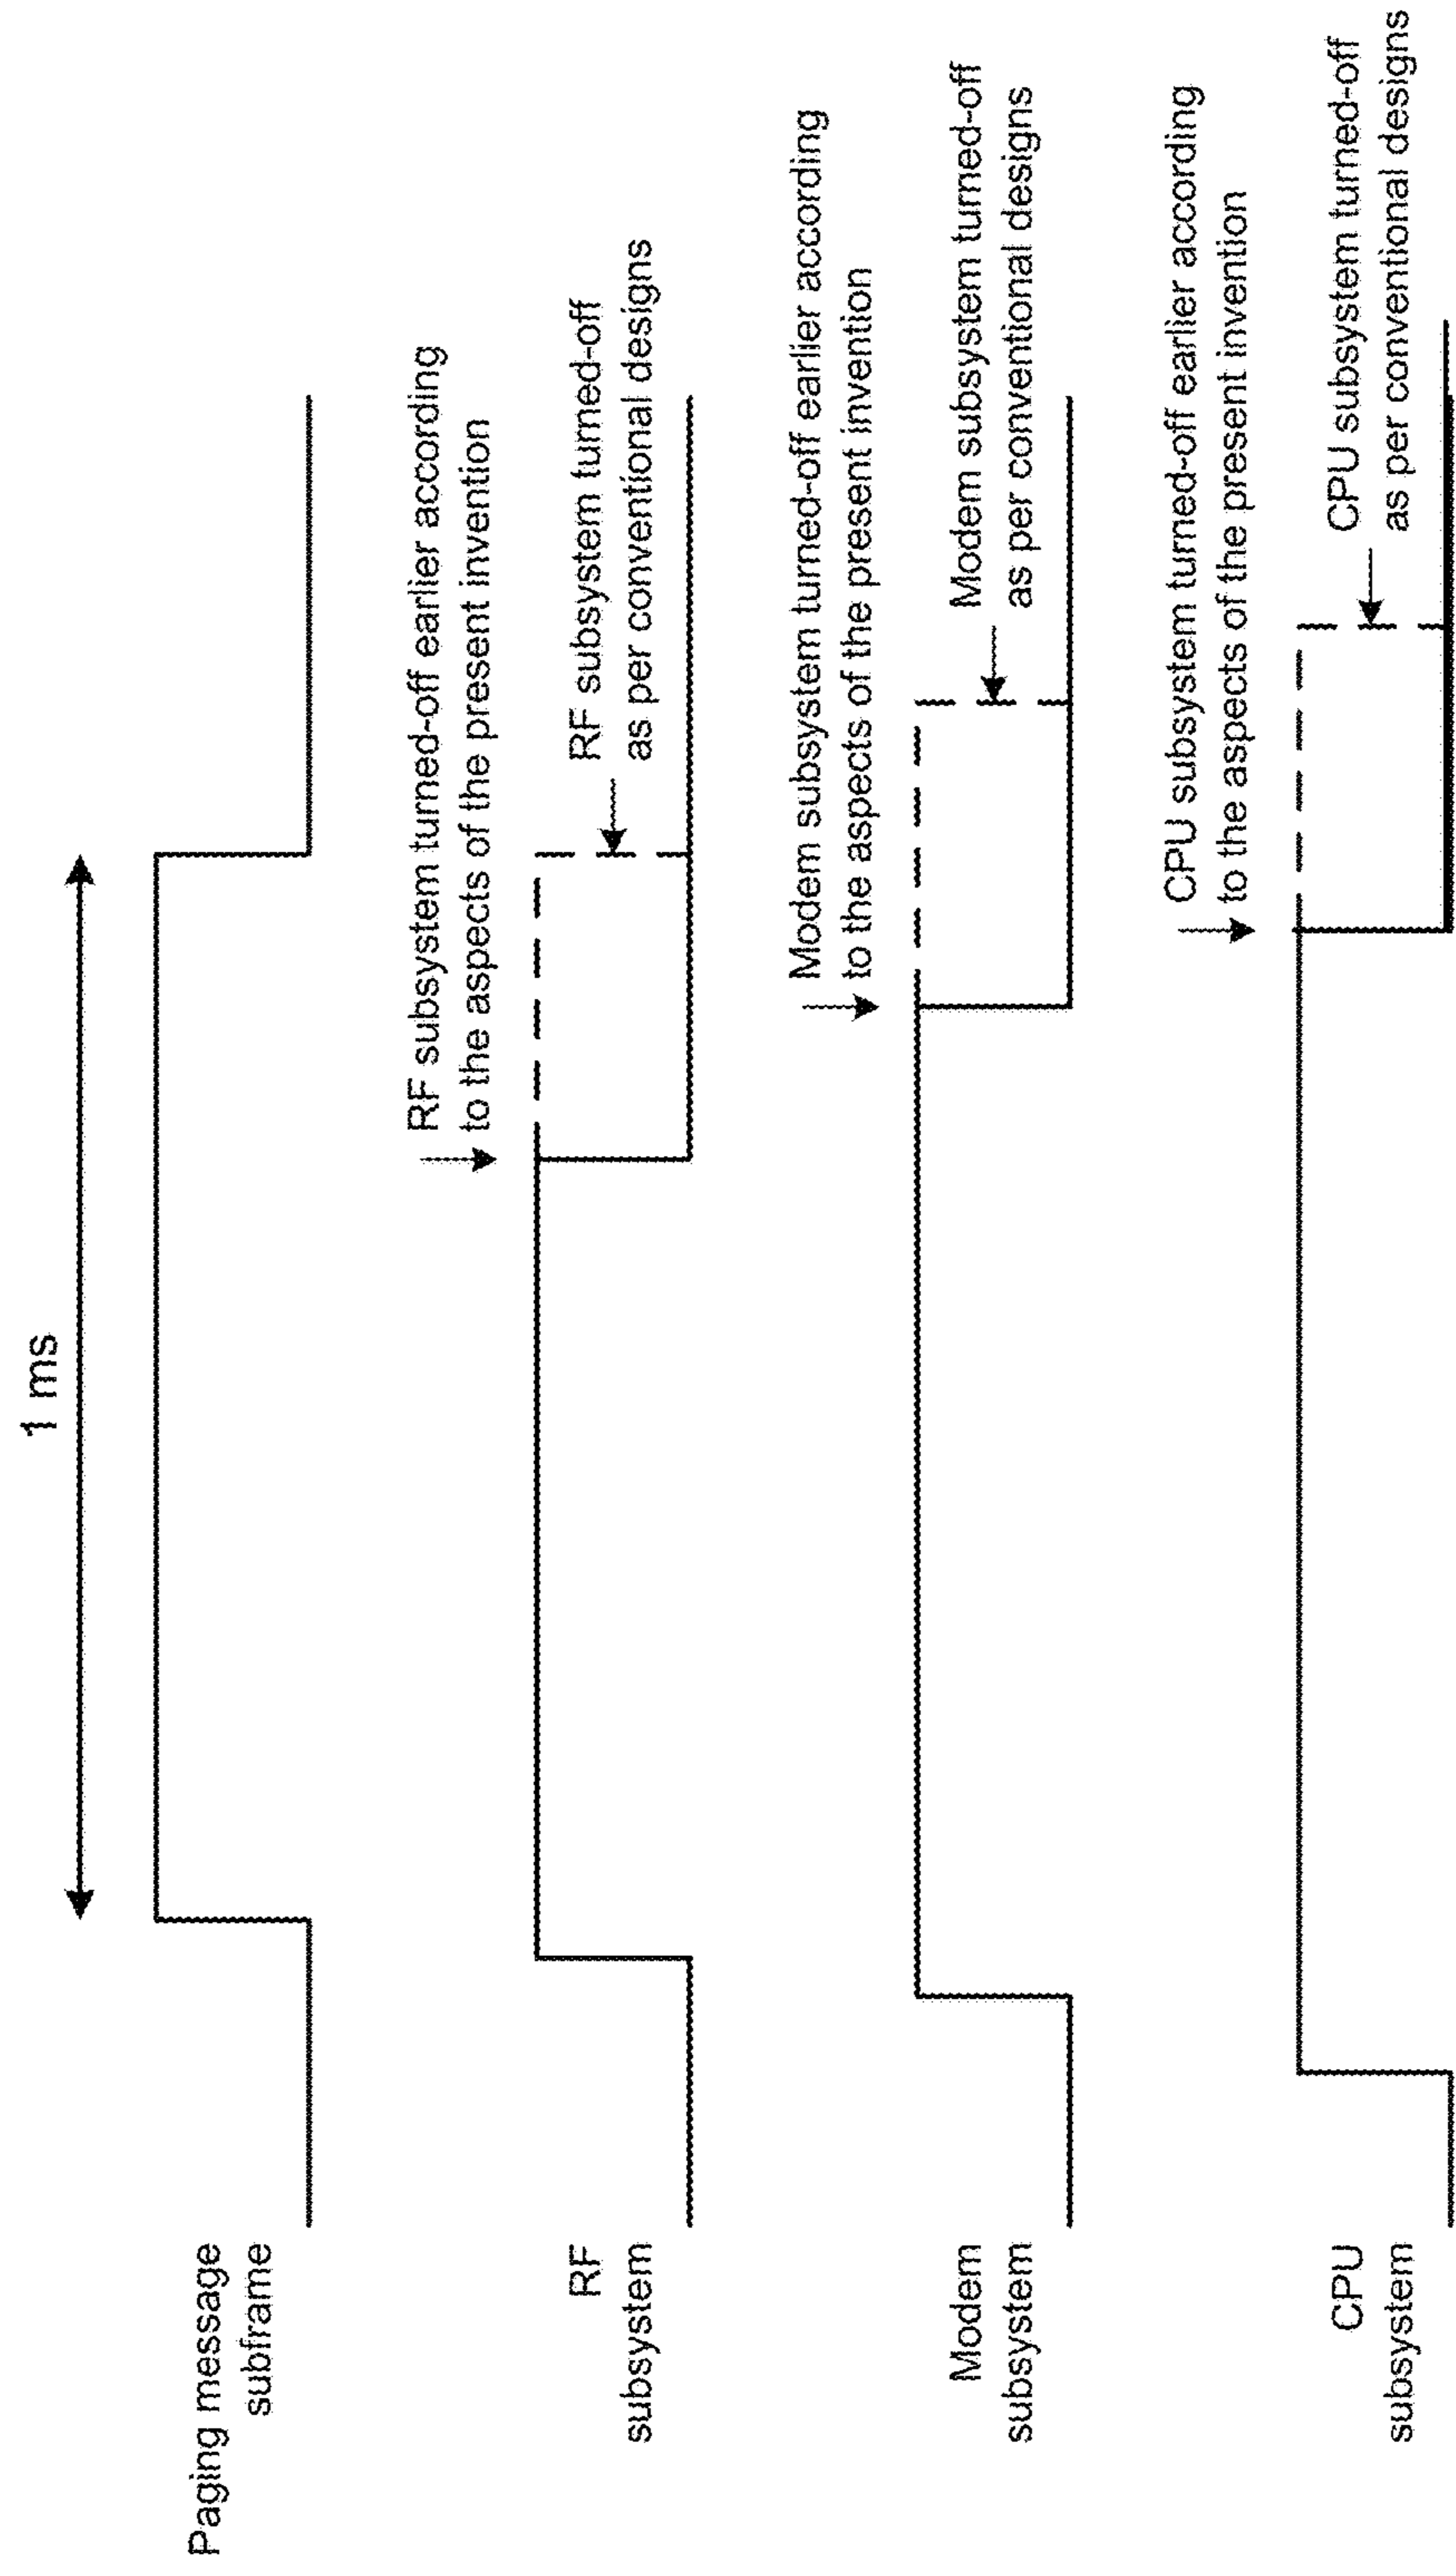 1 ms
Paging message
subframe
RF subsystem turned-off earlier according
to the aspects of the present invention
RF subsystem turned-off
as per conventional designs
RF
subsystem
Modem subsystem turned-off earlier according
to the aspects of the present invention
Modem subsystem turned-off
as per conventional designs
Modem
subsystem
CPU subsystem turned-off earlier according
to the aspects of the present invention
CPU subsystem turned-off
as per conventional designs
CPU
subsystem